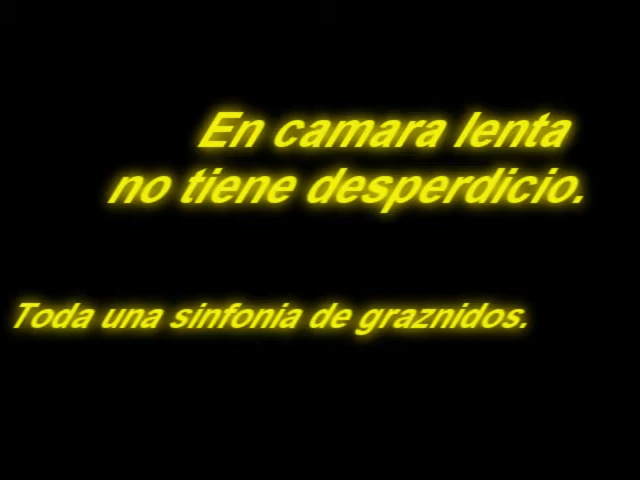 En camara lenta
no tiene desperdicio.
Toda una sinfonia de graznidos.